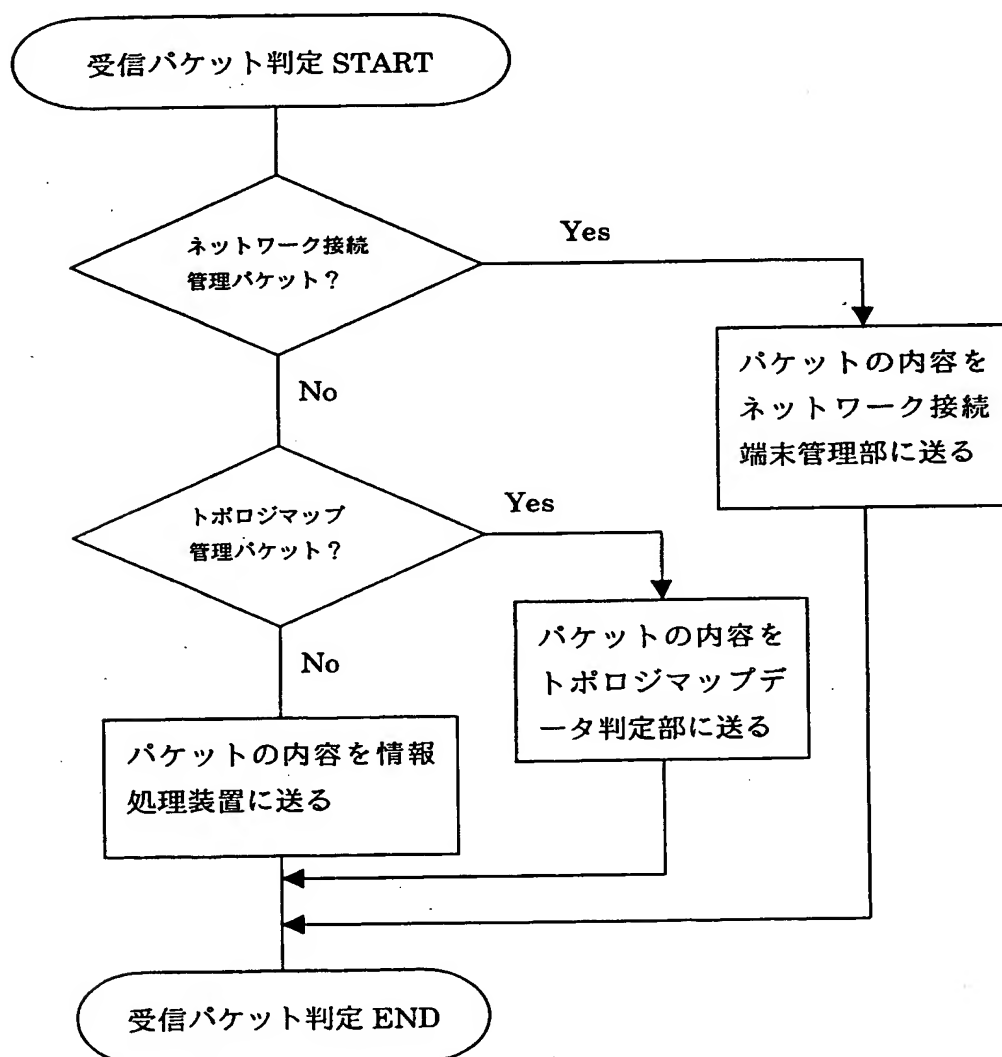 受信パケット判定 START
ネットワーク接続
管理パケット？
Yes
パケットの内容を
ネットワーク接続
端末管理部に送る
No
トポロジマップ
管理パケット？
Yes
パケットの内容を
トポロジマップデ
ータ判定部に送る
No
パケットの内容を情報
処理装置に送る
受信パケット判定 END